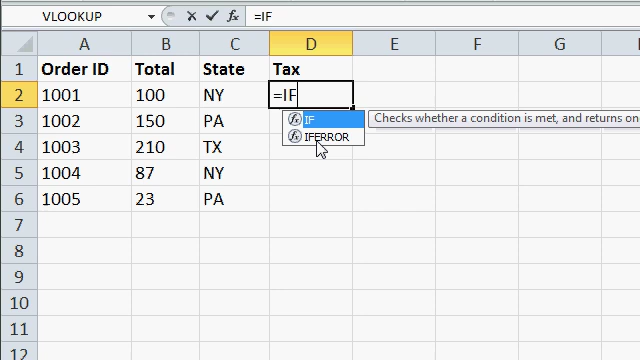 VLOOKUP =IF
A B C D E F G
1 Order ID Total State Tax
2 1001 100 NY =IF
IF Checks whether a condition is met, and returns on
3 1002 150 PA
IFERROR
4 1003 210 TX
5 1004 87 NY
6 1005 23 PA
7
8
9
10
11
12